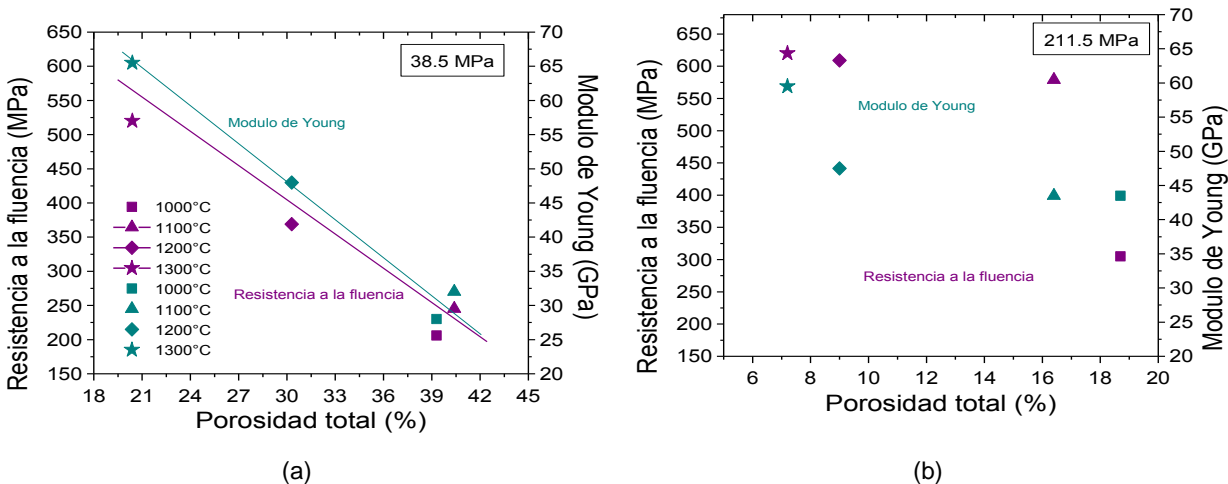 650
600
550
500
450
400
350
300
250
200
150
Resistencia a la fluencia (MPa)
38.5 MPa
Modulo de Young
1000°C
1100°C
1200°C
1300°C
1000°C
1100°C
1200°C
1300°C
Resistencia a la fluencia
70
65
60
55
50
45
40
35
30
25
20
Modulo de Young (GPa)
18 21 24 27 30 33 36 39 42 45
Porosidad total (%)
(a)
650
600
550
500
450
400
350
300
250
200
150
Resistencia a la fluencia (MPa)
211.5 MPa
Modulo de Young
Resistencia a la fluencia
70
65
60
55
50
45
40
35
30
25
20
Modulo de Young (GPa)
6 8 10 12 14 16 18 20
Porosidad total (%)
(b)